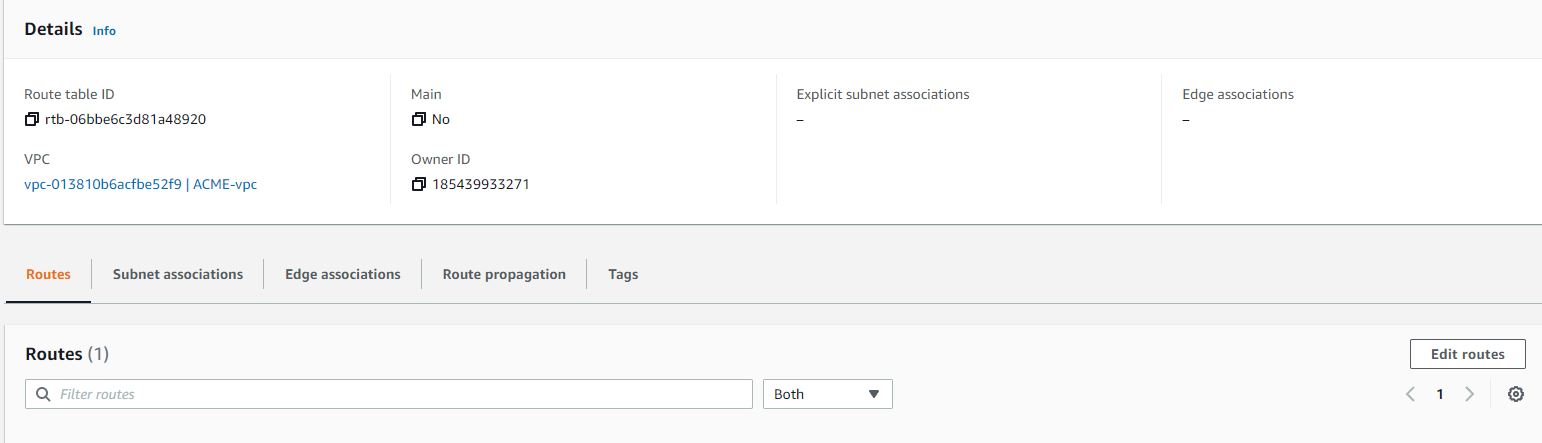 Details Info
Route table ID
rtb-06bbe6c3d81a48920
Main
No
Explicit subnet associations
–
Edge associations
–
VPC
vpc-013810b6acfbe52f9 | ACME-vpc
Owner ID
185439933271
Routes
Subnet associations
Edge associations
Route propagation
Tags
Routes (1)
Edit routes
Filter routes
Both
1